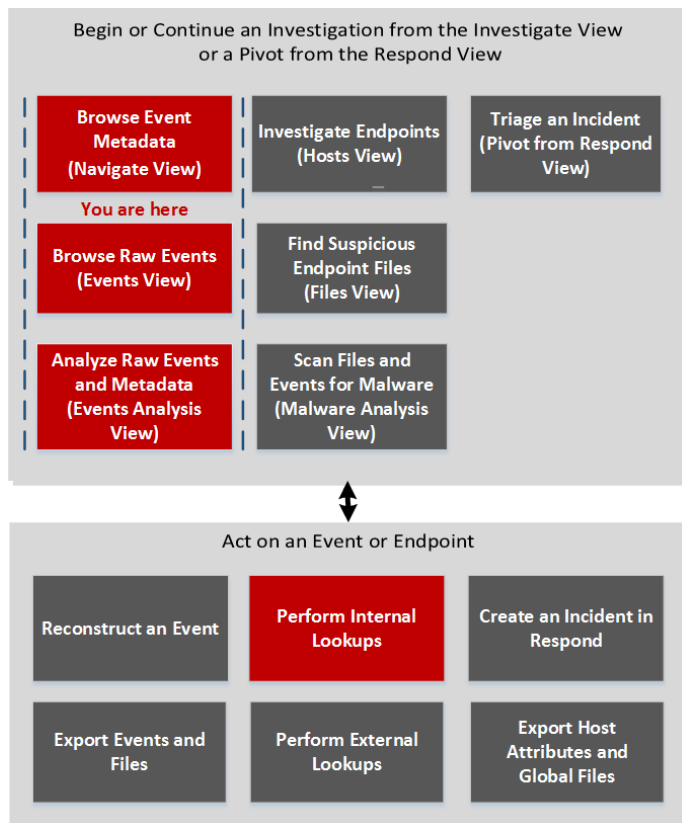 Begin or Continue an Investigation from the Investigate View
or a Pivot from the Respond View
Browse Event
Metadata
(Navigate View)
Investigate Endpoints
(Hosts View)
Triage an Incident
(Pivot from Respond
View)
You are here
Browse Raw Events
(Events View)
Find Suspicious
Endpoint Files
(Files View)
Analyze Raw Events
and Metadata
(Events Analysis
View)
Scan Files and
Events for Malware
(Malware Analysis
View)
Act on an Event or Endpoint
Reconstruct an Event
Perform Internal
Lookups
Create an Incident in
Respond
Export Events and
Files
Perform External
Lookups
Export Host
Attributes and
Global Files